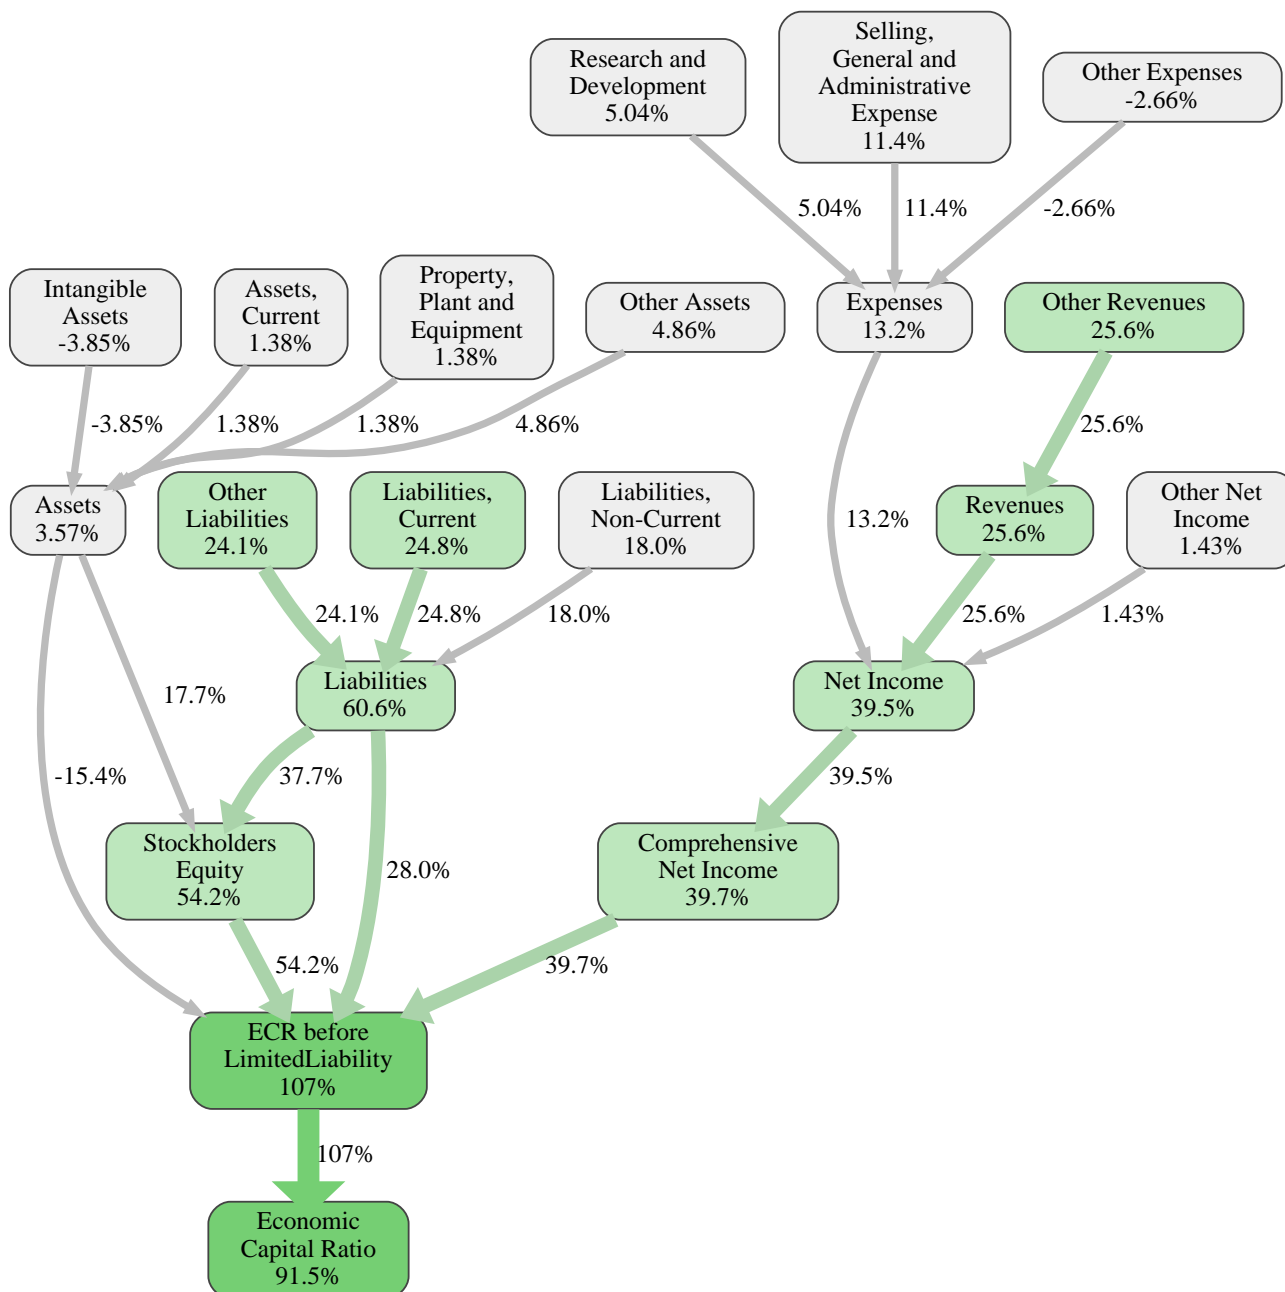 Research and
Development
5.04%
Selling,
General and
Administrative
Expense
11.4%
Other Expenses
-2.66%
5.04%
11.4%
-2.66%
Intangible
Assets
-3.85%
Assets,
Current
1.38%
Property,
Plant and
Equipment
1.38%
Other Assets
4.86%
Expenses
13.2%
Other Revenues
25.6%
-3.85%
1.38%
1.38%
4.86%
25.6%
Assets
3.57%
Other
Liabilities
24.1%
Liabilities,
Current
24.8%
Liabilities,
Non-Current
18.0%
13.2%
Revenues
25.6%
Other Net
Income
1.43%
24.1%
24.8%
18.0%
25.6%
1.43%
17.7%
Liabilities
60.6%
Net Income
39.5%
-15.4%
37.7%
39.5%
Stockholders
Equity
54.2%
28.0%
Comprehensive
Net Income
39.7%
54.2%
39.7%
ECR before
LimitedLiability
107%
107%
Economic
Capital Ratio
91.5%